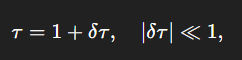 τ = 1 + δτ, |δτ| ≪ 1,